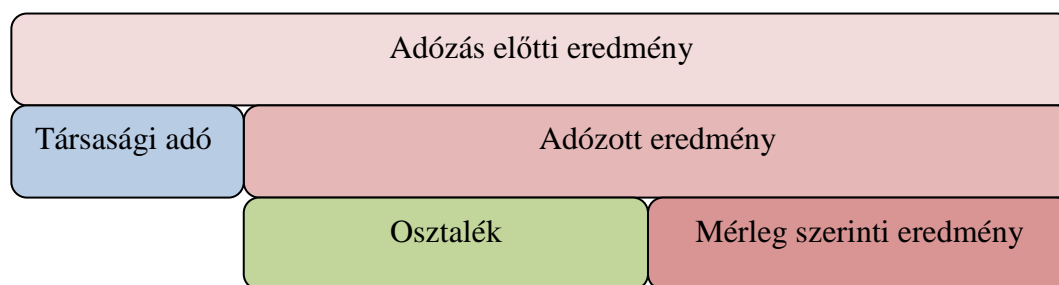 Adózás előtti eredmény
Társasági adó
Adózott eredmény
Osztalék
Mérleg szerinti eredmény